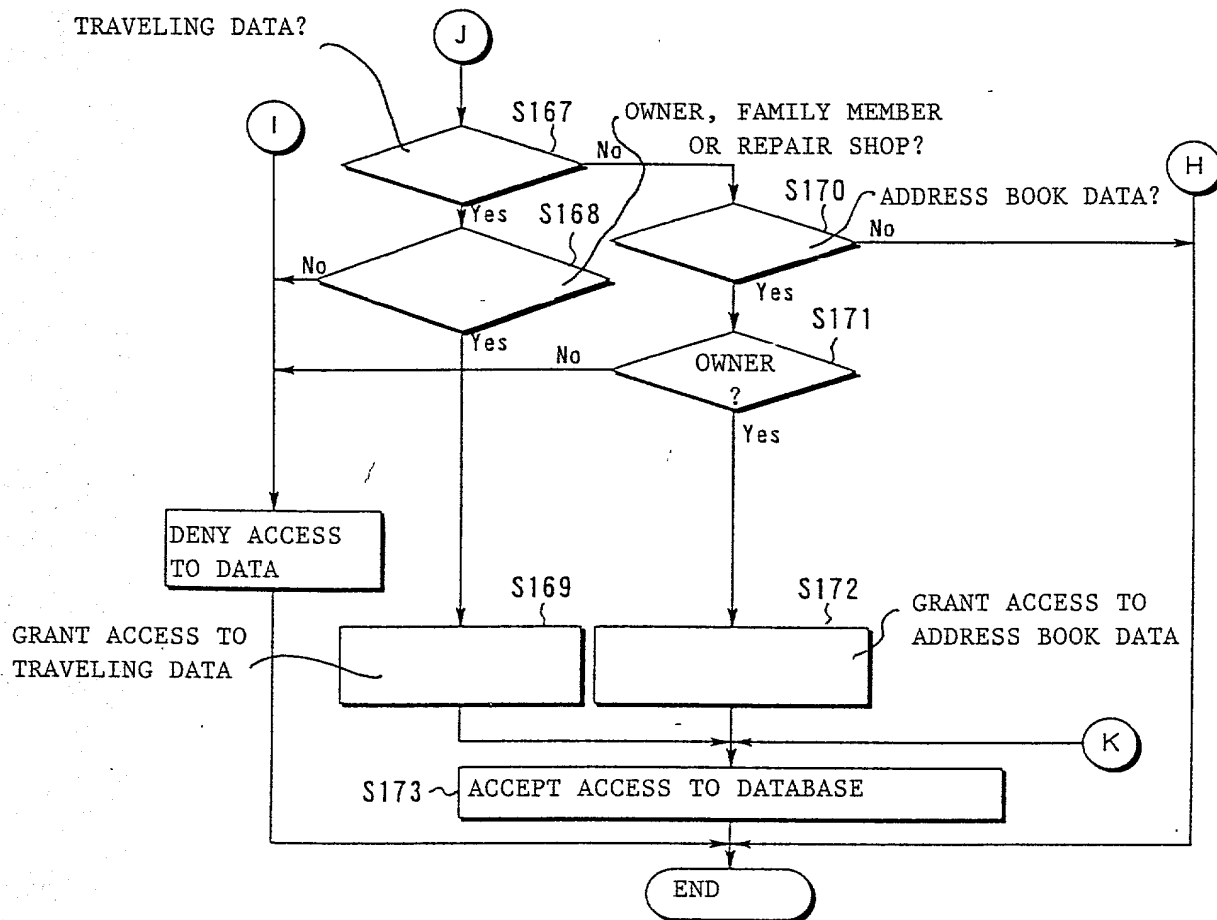 TRAVELING DATA?
J
I
S167
OWNER, FAMILY MEMBER
OR REPAIR SHOP?
No
H
Yes
S168
S170
ADDRESS BOOK DATA?
No
No
Yes
Yes
S171
No
OWNER
?
Yes
DENY ACCESS
TO DATA
S169
S172
GRANT ACCESS TO
ADDRESS BOOK DATA
GRANT ACCESS TO
TRAVELING DATA
K
S173
ACCEPT ACCESS TO DATABASE
END